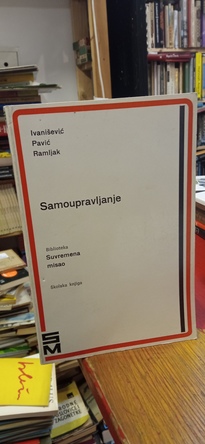 Ivanišević
Pavić
Ramljak
Samoupravljanje
Biblioteka
Suvremena
misao
Školska knjiga
SM